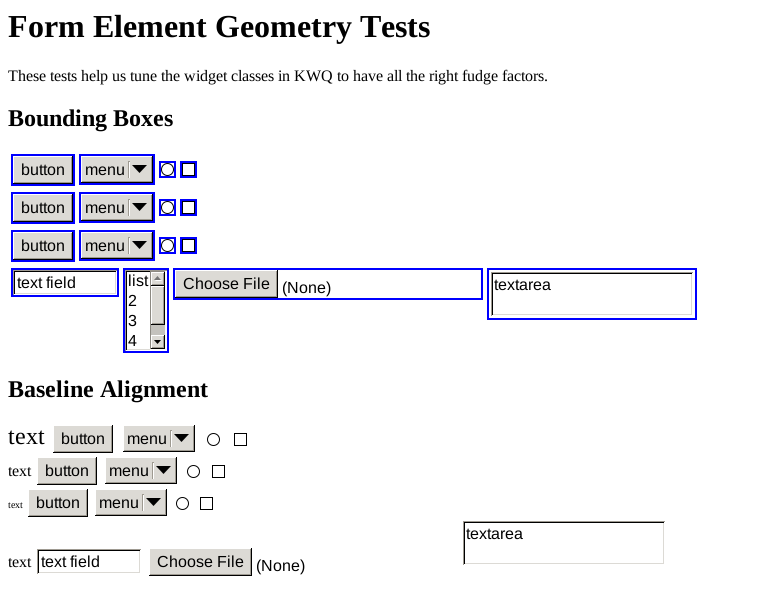 Form Element Geometry Tests
These tests help us tune the widget classes in KWQ to have all the right fudge factors.
Bounding Boxes
button menu
button menu
button menu
text field list Choose File (None) textarea
2
3
4
Baseline Alignment
text button menu
text button menu
text button menu
textarea
text text field Choose File (None)